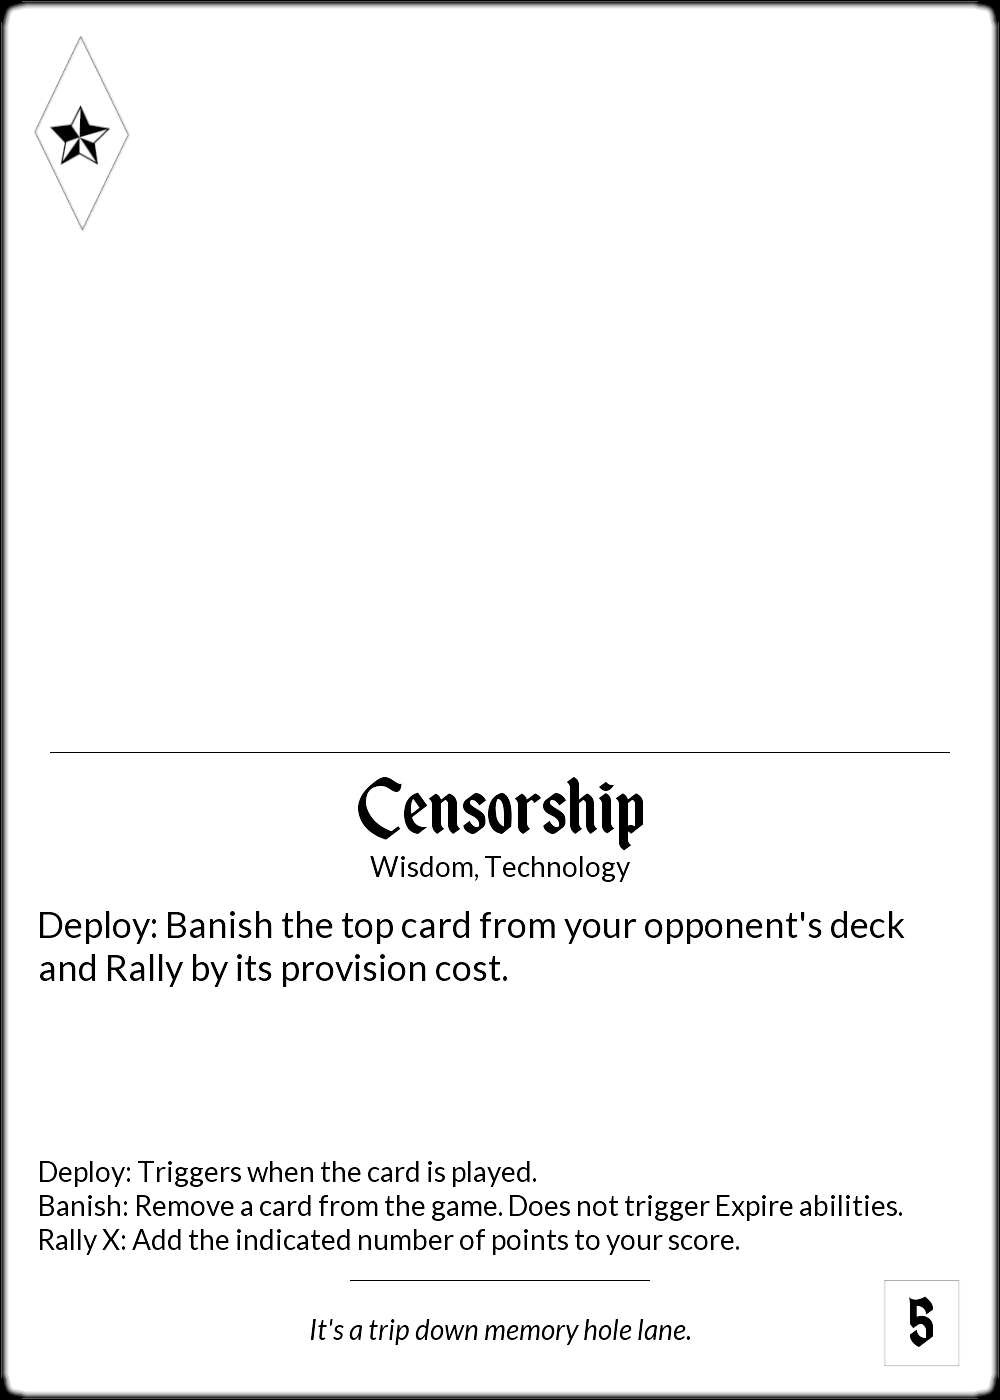 Censorship
Wisdom, Technology
Deploy: Banish the top card from your opponent's deck
and Rally by its provision cost.
Deploy: Triggers when the card is played.
Banish: Remove a card from the game. Does not trigger Expire abilities.
Rally X: Add the indicated number of points to your score.
It's a trip down memory hole lane.
5